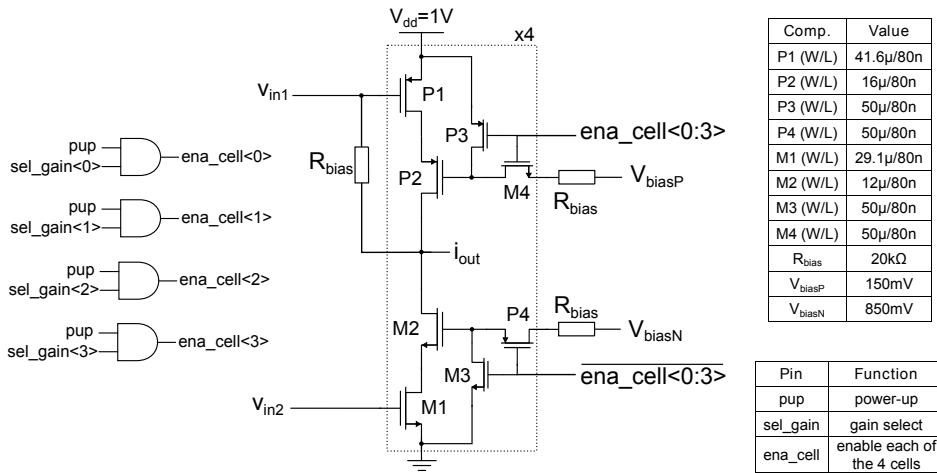 V_dd=1V
x4
v_in1
P1
P3
ena_cell<0:3>
R_bias
P2
M4
R_bias
V_biasP
pup
sel_gain<0>
ena_cell<0>
pup
sel_gain<1>
ena_cell<1>
pup
sel_gain<2>
ena_cell<2>
pup
sel_gain<3>
ena_cell<3>
i_out
M2
P4
R_bias
V_biasN
M3
ena_cell<0:3>
v_in2
M1
Comp. Value
P1 (W/L) 41.6µ/80n
P2 (W/L) 16µ/80n
P3 (W/L) 50µ/80n
P4 (W/L) 50µ/80n
M1 (W/L) 29.1µ/80n
M2 (W/L) 12µ/80n
M3 (W/L) 50µ/80n
M4 (W/L) 50µ/80n
R_bias 20kΩ
V_biasP 150mV
V_biasN 850mV
Pin Function
pup power-up
sel_gain gain select
ena_cell enable each of
the 4 cells